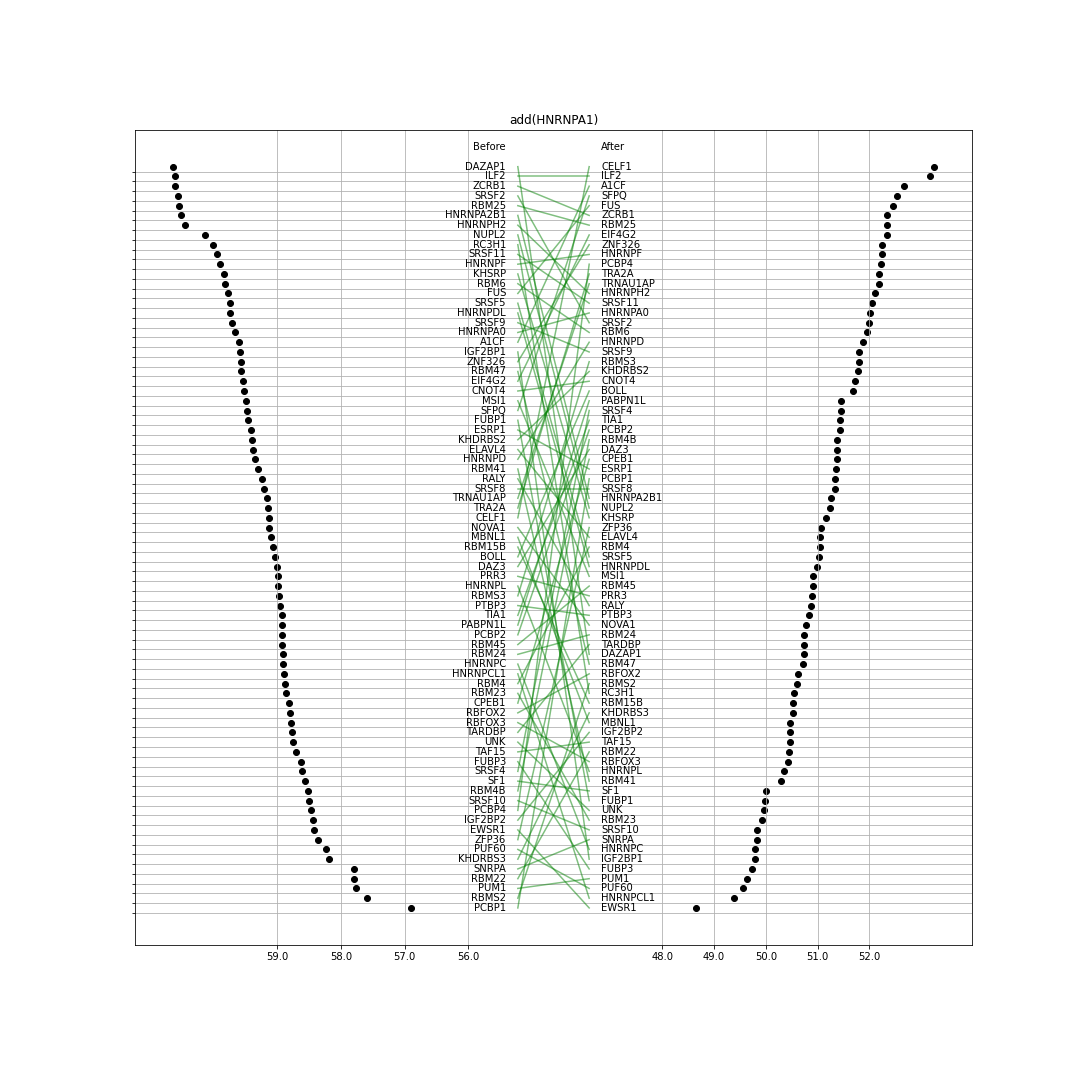 add(HNRNPA1)
Before After
DAZAP1 CELF1
ILF2 ILF2
ZCRB1 A1CF
SRSF2 SFPQ
RBM25 FUS
HNRNPA2B1 ZCRB1
HNRNPH2 RBM25
NUPL2 EIF4G2
RC3H1 ZNF326
SRSF11 HNRNPF
HNRNPF PCBP4
KHSRP TRA2A
RBM6 TRNAU1AP
FUS HNRNPH2
SRSF5 SRSF11
HNRNPDL HNRNPA0
SRSF9 SRSF2
HNRNPA0 RBM6
A1CF HNRNPD
IGF2BP1 SRSF9
ZNF326 RBMS3
RBM47 KHDRBS2
EIF4G2 CNOT4
CNOT4 BOLL
MSI1 PABPN1L
SFPQ SRSF4
FUBP1 TIA1
ESRP1 PCBP2
KHDRBS2 RBM4B
ELAVL4 DAZ3
HNRNPD CPEB1
RBM41 ESRP1
RALY PCBP1
SRSF8 SRSF8
TRNAU1AP HNRNPA2B1
TRA2A NUPL2
CELF1 KHSRP
NOVA1 ZFP36
MBNL1 ELAVL4
RBM15B RBM4
BOLL SRSF5
DAZ3 HNRNPDL
PRR3 MSI1
HNRNPL RBM45
RBMS3 PRR3
PTBP3 RALY
TIA1 PTBP3
PABPN1L NOVA1
PCBP2 RBM24
RBM45 TARDBP
RBM24 DAZAP1
HNRNPC RBM47
HNRNPCL1 RBFOX2
RBM4 RBMS2
RBM23 RC3H1
CPEB1 RBM15B
RBFOX2 KHDRBS3
RBFOX3 MBNL1
TARDBP IGF2BP2
UNK TAF15
TAF15 RBM22
FUBP3 RBFOX3
SRSF4 HNRNPL
SF1 RBM41
RBM4B SF1
SRSF10 FUBP1
PCBP4 UNK
IGF2BP2 RBM23
EWSR1 SRSF10
ZFP36 SNRPA
PUF60 HNRNPC
KHDRBS3 IGF2BP1
SNRPA FUBP3
RBM22 PUM1
PUM1 PUF60
RBMS2 HNRNPCL1
PCBP1 EWSR1
59.0 58.0 57.0 56.0 48.0 49.0 50.0 51.0 52.0